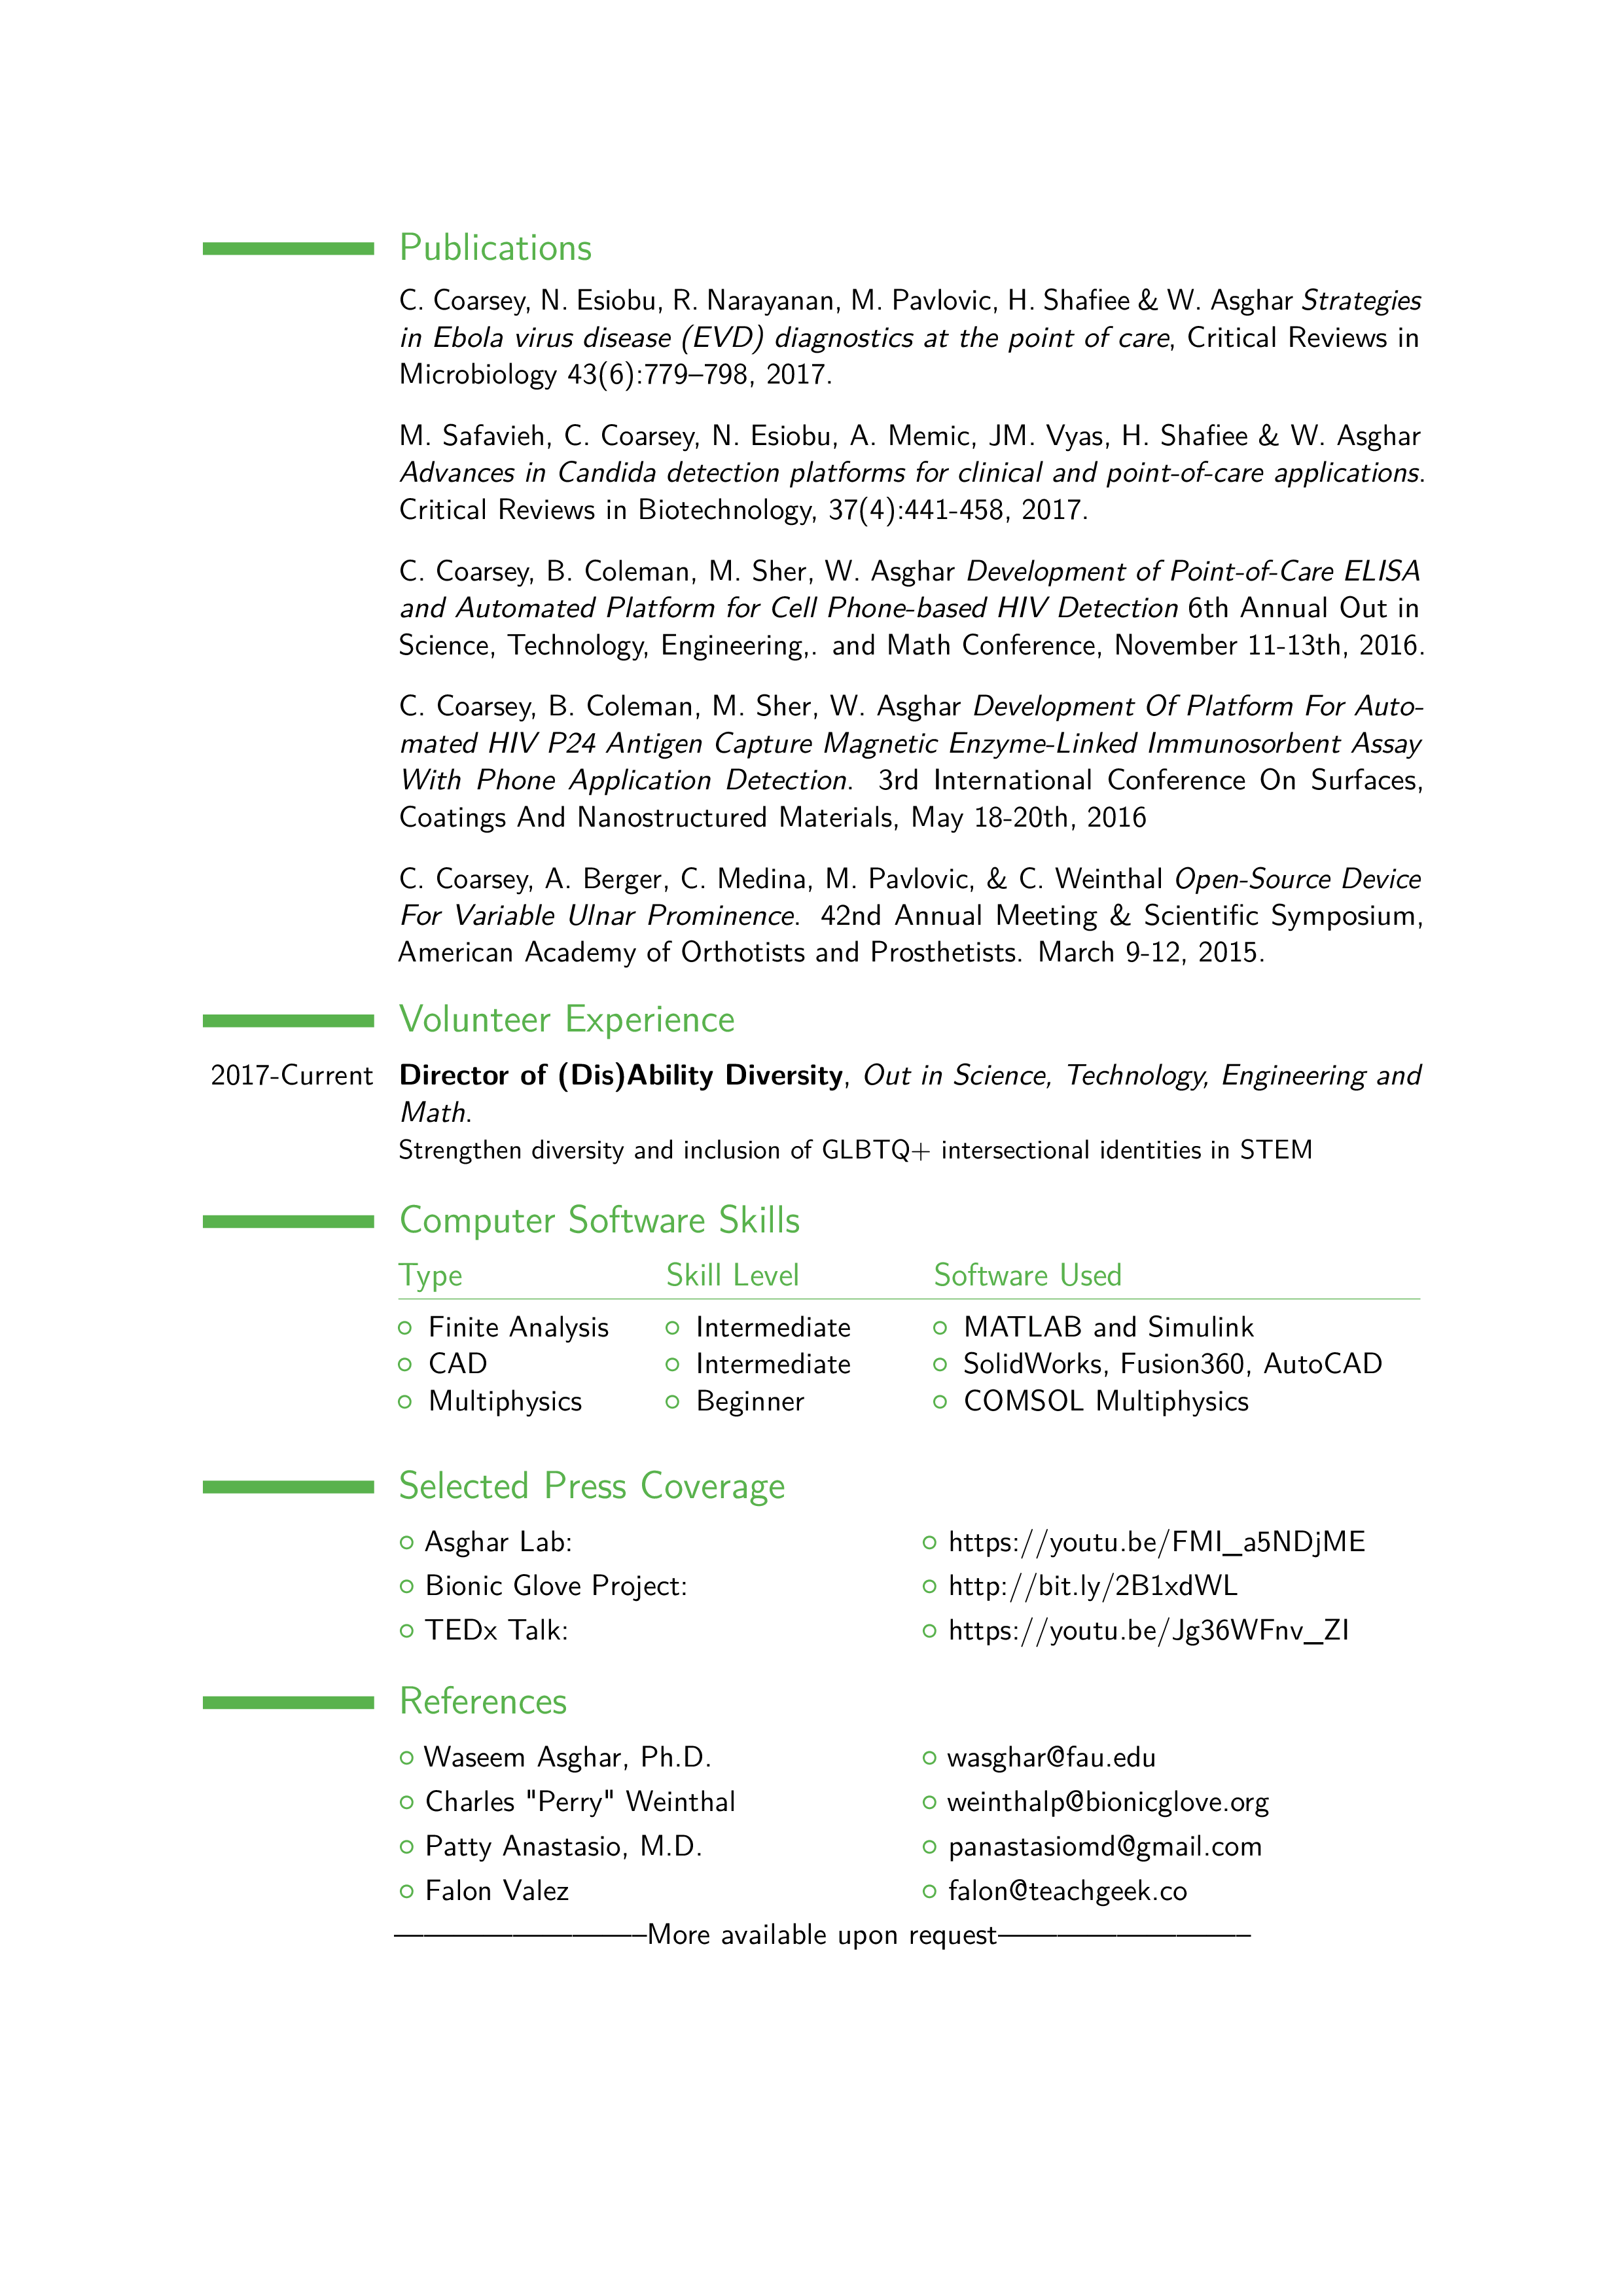 Publications
C. Coarsey, N. Esiobu, R. Narayanan, M. Pavlovic, H. Shafiee & W. Asghar Strategies
in Ebola virus disease (EVD) diagnostics at the point of care, Critical Reviews in
Microbiology 43(6):779–798, 2017.
M. Safavieh, C. Coarsey, N. Esiobu, A. Memic, JM. Vyas, H. Shafiee & W. Asghar
Advances in Candida detection platforms for clinical and point-of-care applications.
Critical Reviews in Biotechnology, 37(4):441-458, 2017.
C. Coarsey, B. Coleman, M. Sher, W. Asghar Development of Point-of-Care ELISA
and Automated Platform for Cell Phone-based HIV Detection 6th Annual Out in
Science, Technology, Engineering,. and Math Conference, November 11-13th, 2016.
C. Coarsey, B. Coleman, M. Sher, W. Asghar Development Of Platform For Auto-
mated HIV P24 Antigen Capture Magnetic Enzyme-Linked Immunosorbent Assay
With Phone Application Detection. 3rd International Conference On Surfaces,
Coatings And Nanostructured Materials, May 18-20th, 2016
C. Coarsey, A. Berger, C. Medina, M. Pavlovic, & C. Weinthal Open-Source Device
For Variable Ulnar Prominence. 42nd Annual Meeting & Scientific Symposium,
American Academy of Orthotists and Prosthetists. March 9-12, 2015.
Volunteer Experience
2017-Current Director of (Dis)Ability Diversity, Out in Science, Technology, Engineering and
Math.
Strengthen diversity and inclusion of GLBTQ+ intersectional identities in STEM
Computer Software Skills
Type Skill Level Software Used
Finite Analysis Intermediate MATLAB and Simulink
CAD Intermediate SolidWorks, Fusion360, AutoCAD
Multiphysics Beginner COMSOL Multiphysics
Selected Press Coverage
Asghar Lab: https://youtu.be/FMI_a5NDjME
Bionic Glove Project: http://bit.ly/2B1xdWL
TEDx Talk: https://youtu.be/Jg36WFnv_ZI
References
Waseem Asghar, Ph.D. wasghar@fau.edu
Charles "Perry" Weinthal weinthalp@bionicglove.org
Patty Anastasio, M.D. panastasiomd@gmail.com
Falon Valez falon@teachgeek.co
—————————More available upon request—————————